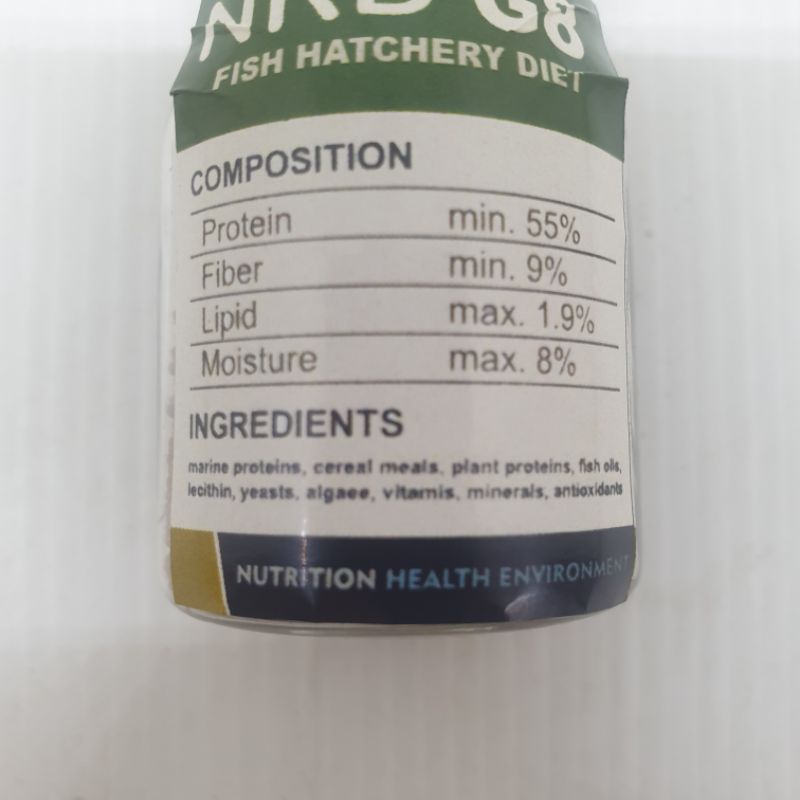 NRD G8
FISH HATCHERY DIET
COMPOSITION
Protein min. 55%
Fiber min. 9%
Lipid max. 1.9%
Moisture max. 8%
INGREDIENTS
marine proteins, cereal meals, plant proteins, fish oils,
lecithin, yeasts, algaee, vitamis, minerals, antioxidants
NUTRITION HEALTH ENVIRONMENT